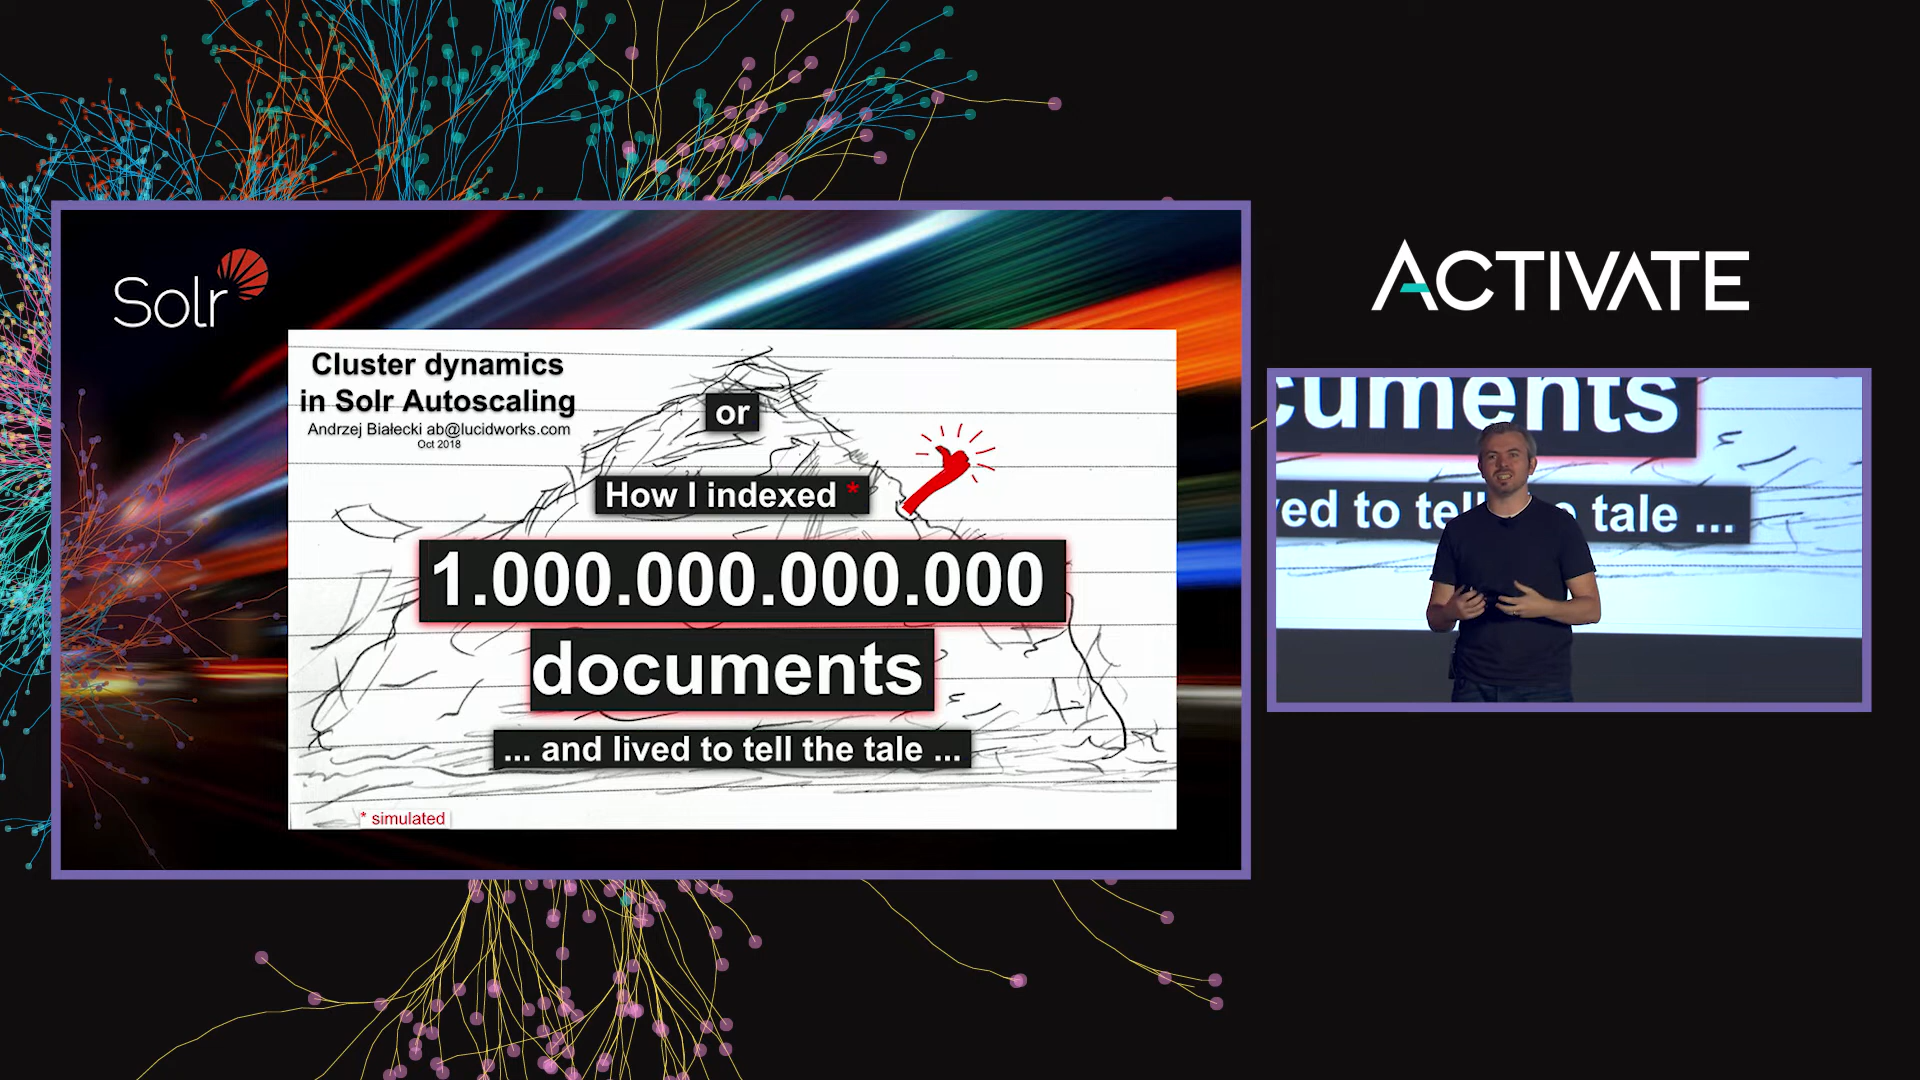 Solr
Cluster dynamics
in Solr Autoscaling
Andrzej Białecki ab@lucidworks.com
Oct 2018
or
How I indexed *
1.000.000.000.000
documents
... and lived to tell the tale ...
* simulated
ACTIVATE
cuments
ved to tel e tale ...